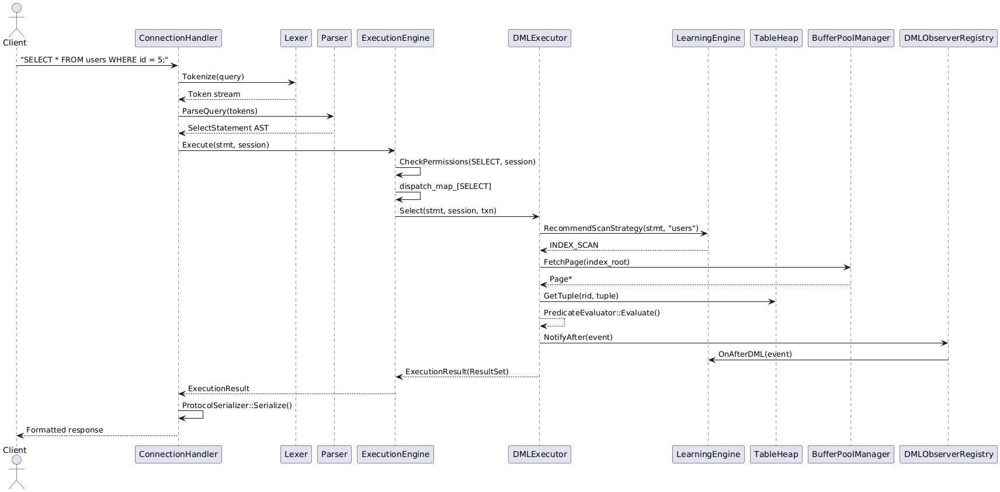 Client
ConnectionHandler
Lexer
Parser
ExecutionEngine
DMLExecutor
LearningEngine
TableHeap
BufferPoolManager
DMLObserverRegistry
"SELECT * FROM users WHERE id = 5;"
Tokenize(query)
Token stream
ParseQuery(tokens)
SelectStatement AST
Execute(stmt, session)
CheckPermissions(SELECT, session)
dispatch_map_[SELECT]
Select(stmt, session, txn)
RecommendScanStrategy(stmt, "users")
INDEX_SCAN
FetchPage(index_root)
Page*
GetTuple(rid, tuple)
PredicateEvaluator::Evaluate()
NotifyAfter(event)
OnAfterDML(event)
ExecutionResult(ResultSet)
ExecutionResult
ProtocolSerializer::Serialize()
Formatted response
Client
ConnectionHandler
Lexer
Parser
ExecutionEngine
DMLExecutor
LearningEngine
TableHeap
BufferPoolManager
DMLObserverRegistry